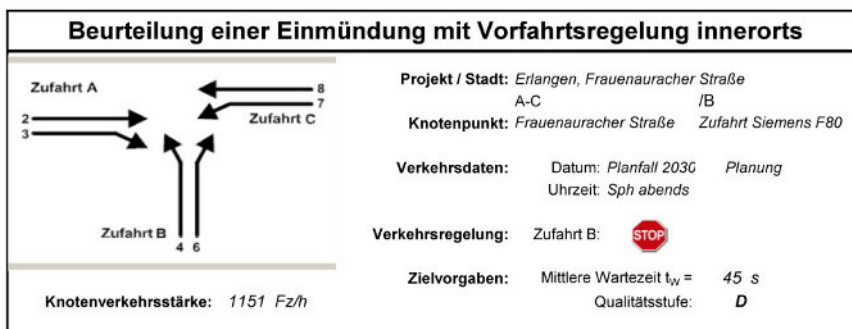 Beurteilung einer Einmündung mit Vorfahrtsregelung innerorts
Zufahrt A
8
7
Zufahrt C
2
3
Zufahrt B
4 6
Knotenverkehrsstärke: 1151 Fz/h
Projekt / Stadt: Erlangen, Frauenauracher Straße
A-C /B
Knotenpunkt: Frauenauracher Straße Zufahrt Siemens F80
Verkehrsdaten: Datum: Planfall 2030 Planung
Uhrzeit: Sph abends
Verkehrsregelung: Zufahrt B: STOP
Zielvorgaben: Mittlere Wartezeit tw = 45 s
Qualitätsstufe: D